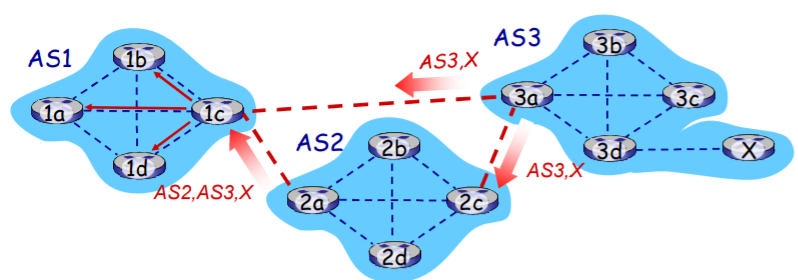 AS1
1b
1a
1c
1d
AS2,AS3,X
AS2
2b
2a
2c
2d
AS3,X
AS3,X
AS3
3b
3a
3c
3d
X